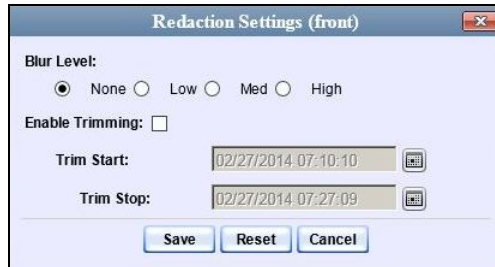 Redaction Settings (front)
Blur Level:
None Low Med High
Enable Trimming:
Trim Start: 02/27/2014 07:10:10
Trim Stop: 02/27/2014 07:27:09
Save Reset Cancel